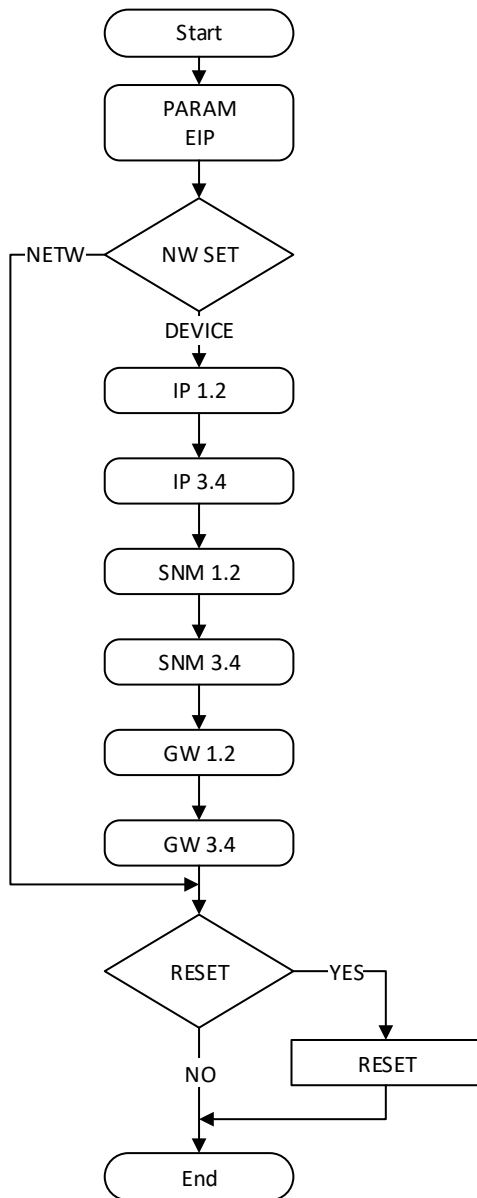 Start
PARAM
EIP
NW SET
NETW
DEVICE
IP 1.2
IP 3.4
SNM 1.2
SNM 3.4
GW 1.2
GW 3.4
RESET
YES
RESET
NO
End